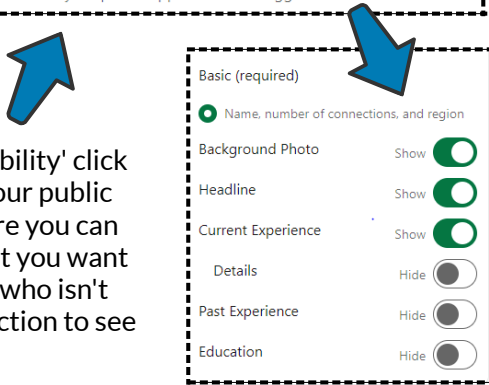 Basic (required)
Name, number of connections, and region
Background Photo Show
Headline Show
Current Experience Show
Details Hide
Past Experience Hide
Education Hide
bility' click
our public
re you can
t you want
who isn't
ction to see